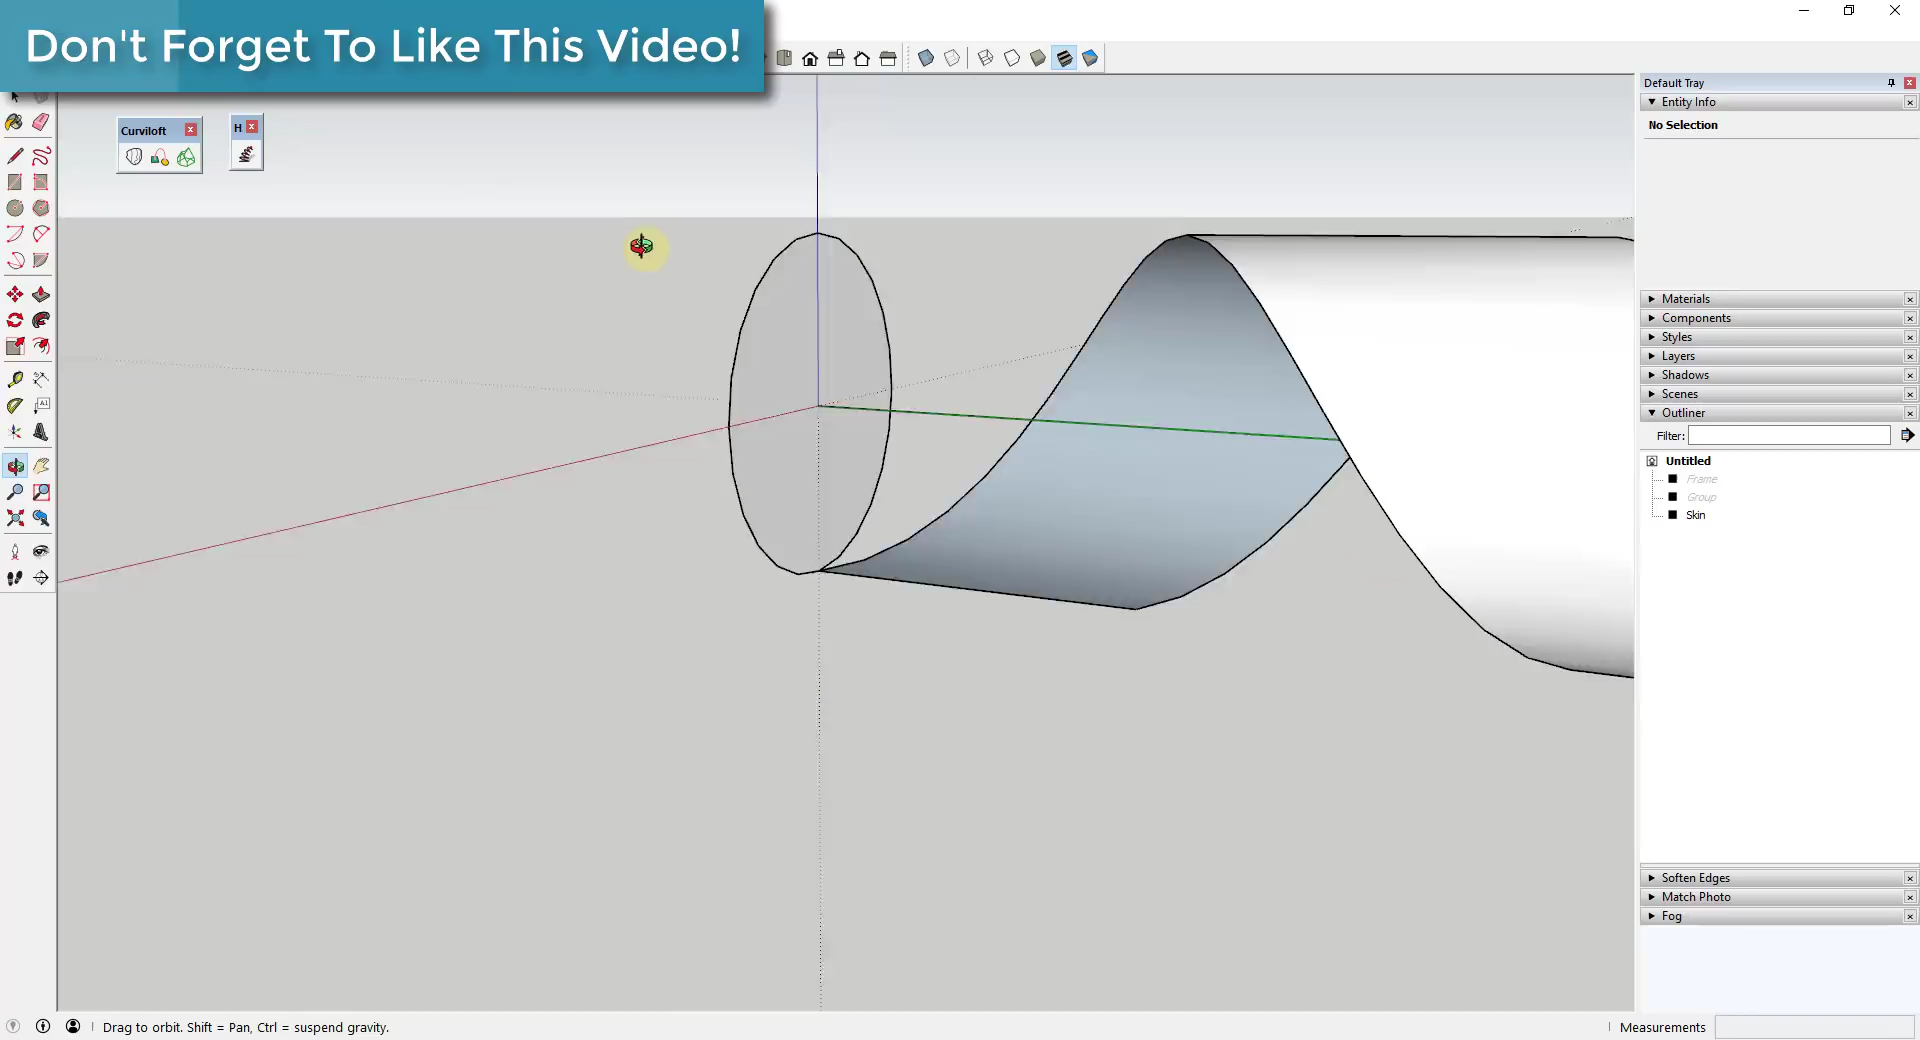 Don't Forget To Like This Video!
Default Tray
Entity Info
No Selection
Curviloft
H
Materials
Components
Styles
Layers
Shadows
Scenes
Outliner
Filter:
Untitled
Frame
Group
Skin
Soften Edges
Match Photo
Fog
Drag to orbit. Shift = Pan, Ctrl = suspend gravity.
Measurements